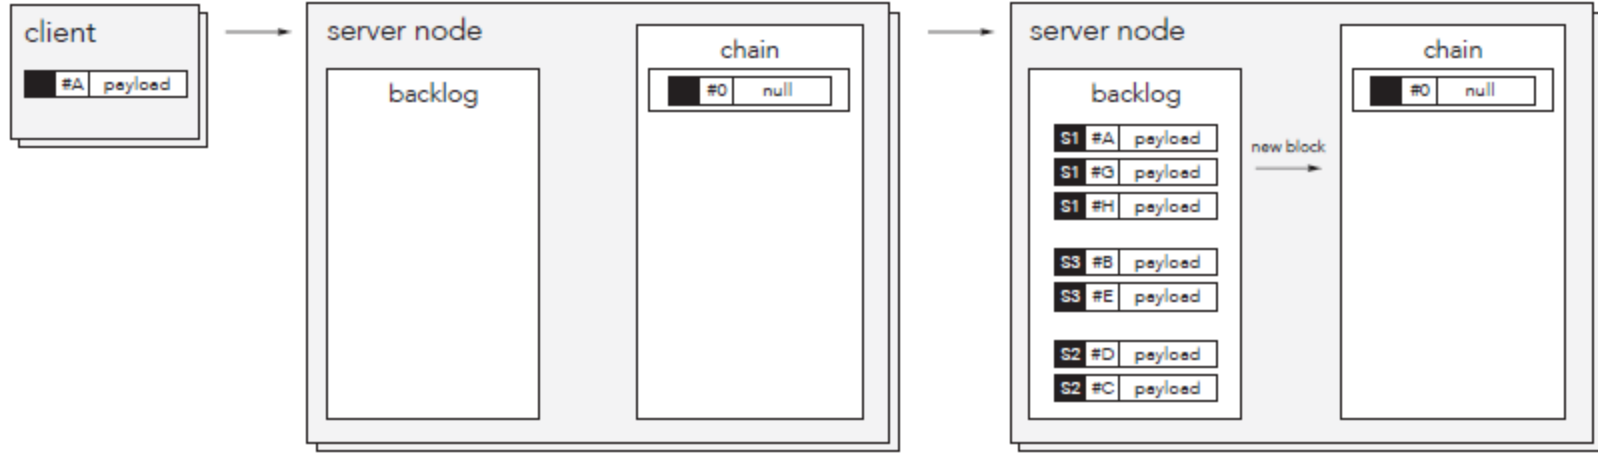 client
#A payload
server node
backlog
chain
#0 null
server node
backlog
S1 #A payload
S1 #G payload
S1 #H payload
S3 #B payload
S3 #E payload
S2 #D payload
S2 #C payload
new block
chain
#0 null